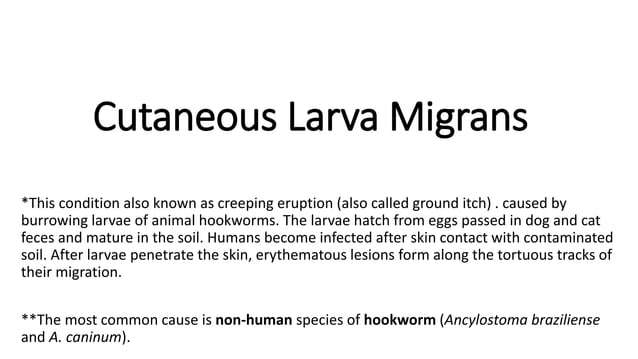 Cutaneous Larva Migrans
*This condition also known as creeping eruption (also called ground itch) . caused by
burrowing larvae of animal hookworms. The larvae hatch from eggs passed in dog and cat
feces and mature in the soil. Humans become infected after skin contact with contaminated
soil. After larvae penetrate the skin, erythematous lesions form along the tortuous tracks of
their migration.
**The most common cause is non-human species of hookworm (Ancylostoma braziliense
and A. caninum).